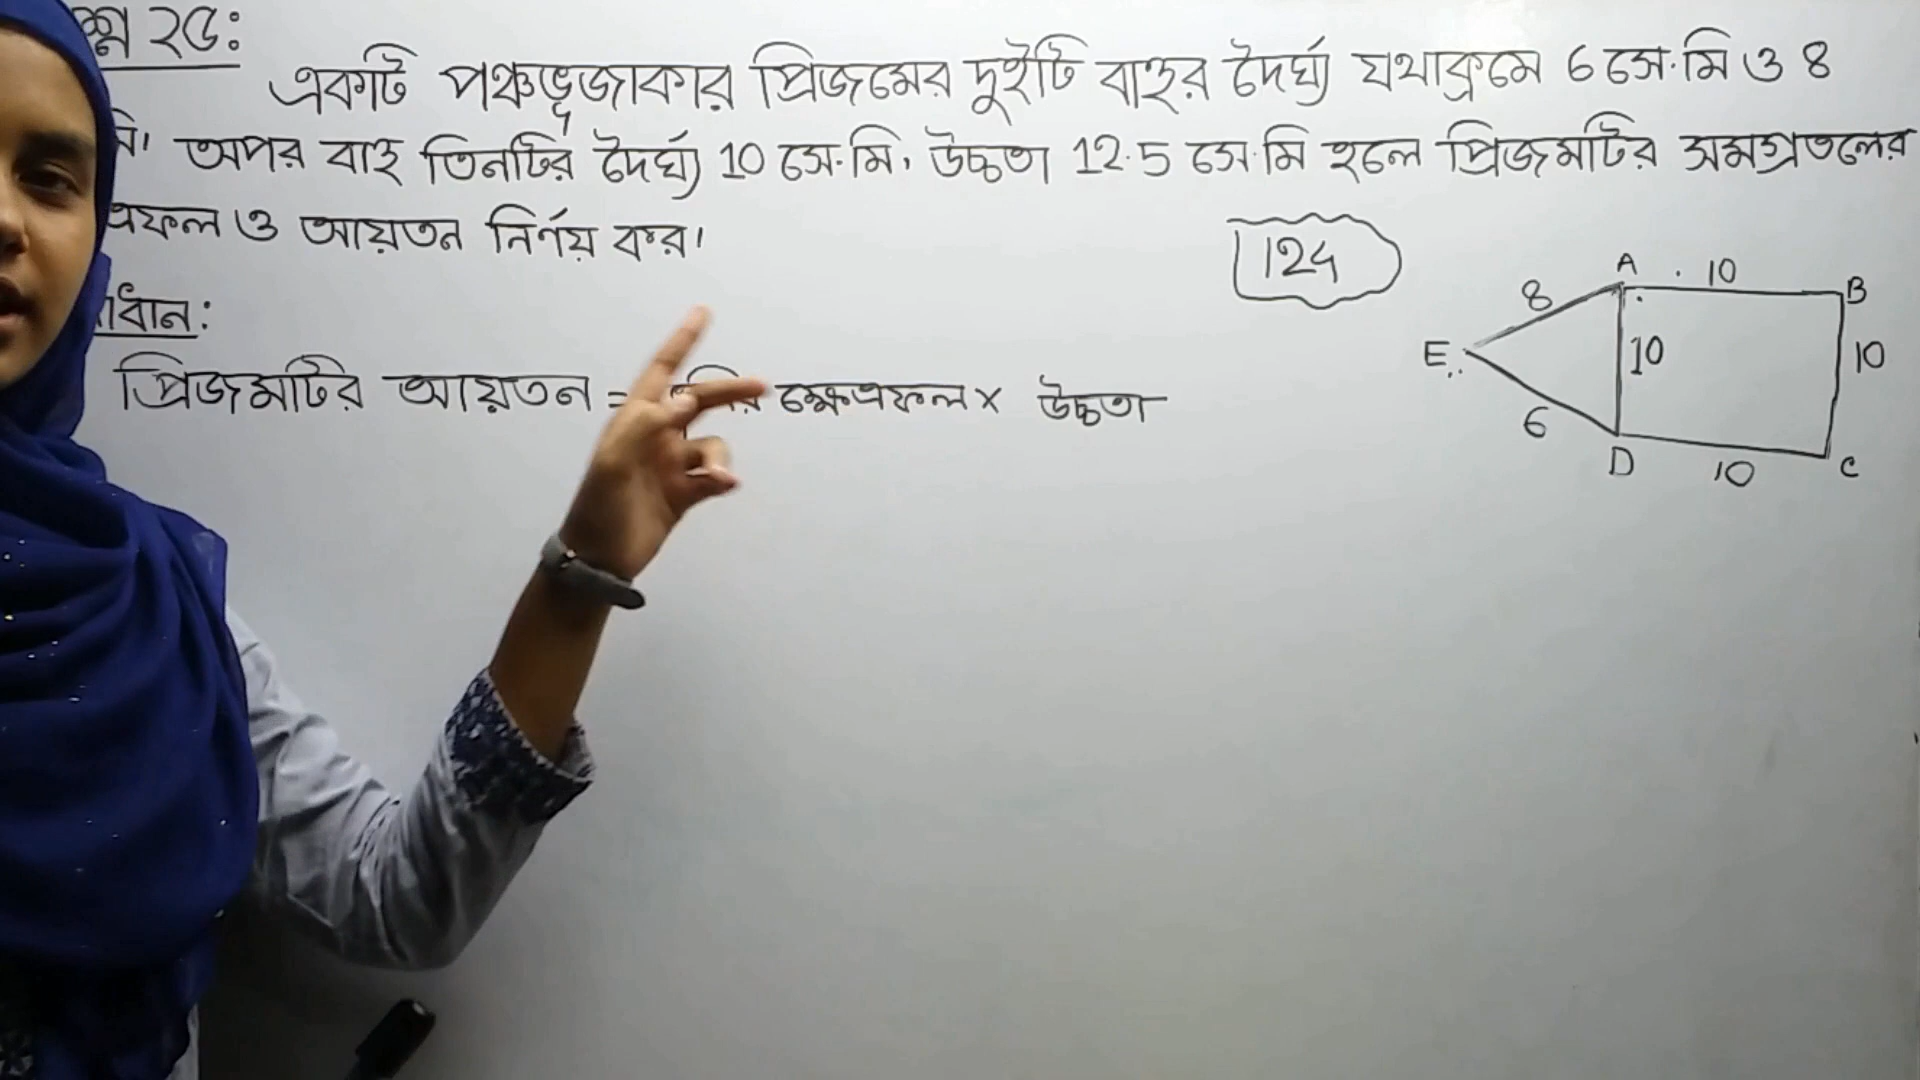 ২৫:
একটি পঞ্চভূজাকার প্রিজমের দুইটি বাহুর দৈর্ঘ্য যথাক্রমে 6 সে.মি ও 8
অপর বাহু তিনটির দৈর্ঘ্য 10 সে.মি, উচ্চতা 12.5 সে.মি হলে প্রিজমটির সমগ্রতলের
ও আয়তন নির্ণয় কর।
124
প্রিজমটির আয়তন = ক্ষেত্রফল × উচ্চতা
A 10 B
8
E 10 10
6
D 10 C